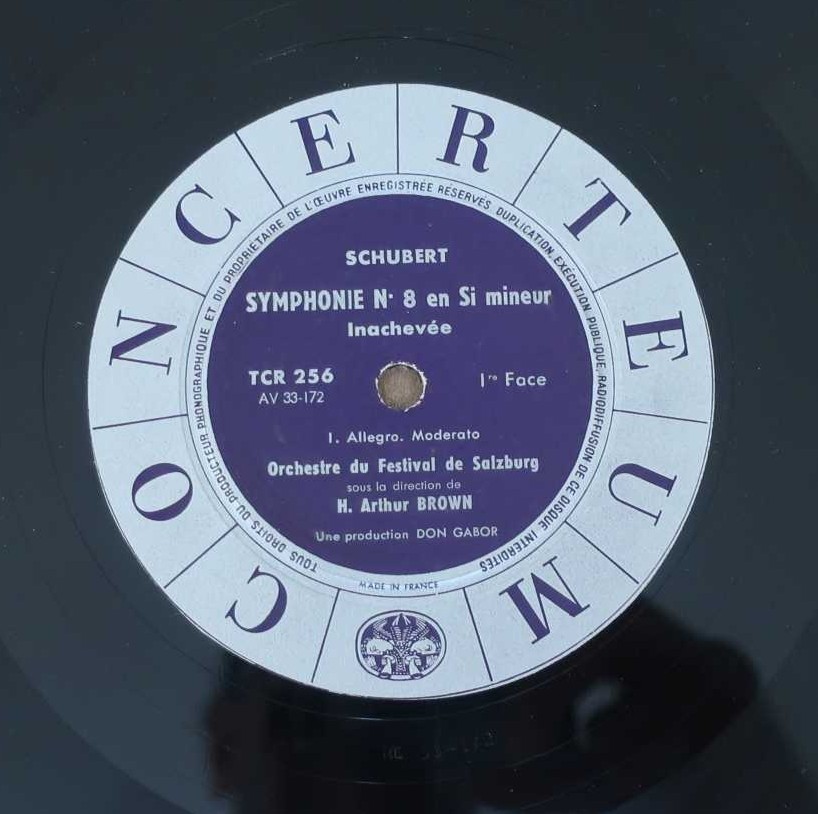 CONCERTEUM
TOUS DROITS DU PRODUCTEUR PHONOGRAPHIQUE ET DU PROPRIÉTAIRE DE L'ŒUVRE ENREGISTRÉE RÉSERVÉS DUPLICATION, EXÉCUTION PUBLIQUE, RADIODIFFUSION DE CE DISQUE INTERDITES
SCHUBERT
SYMPHONIE N· 8 en Si mineur
Inachevée
TCR 256
AV 33-172
1re Face
1. Allegro. Moderato
Orchestre du Festival de Salzburg
sous la direction de
H. Arthur BROWN
Une production DON GABOR
MADE IN FRANCE